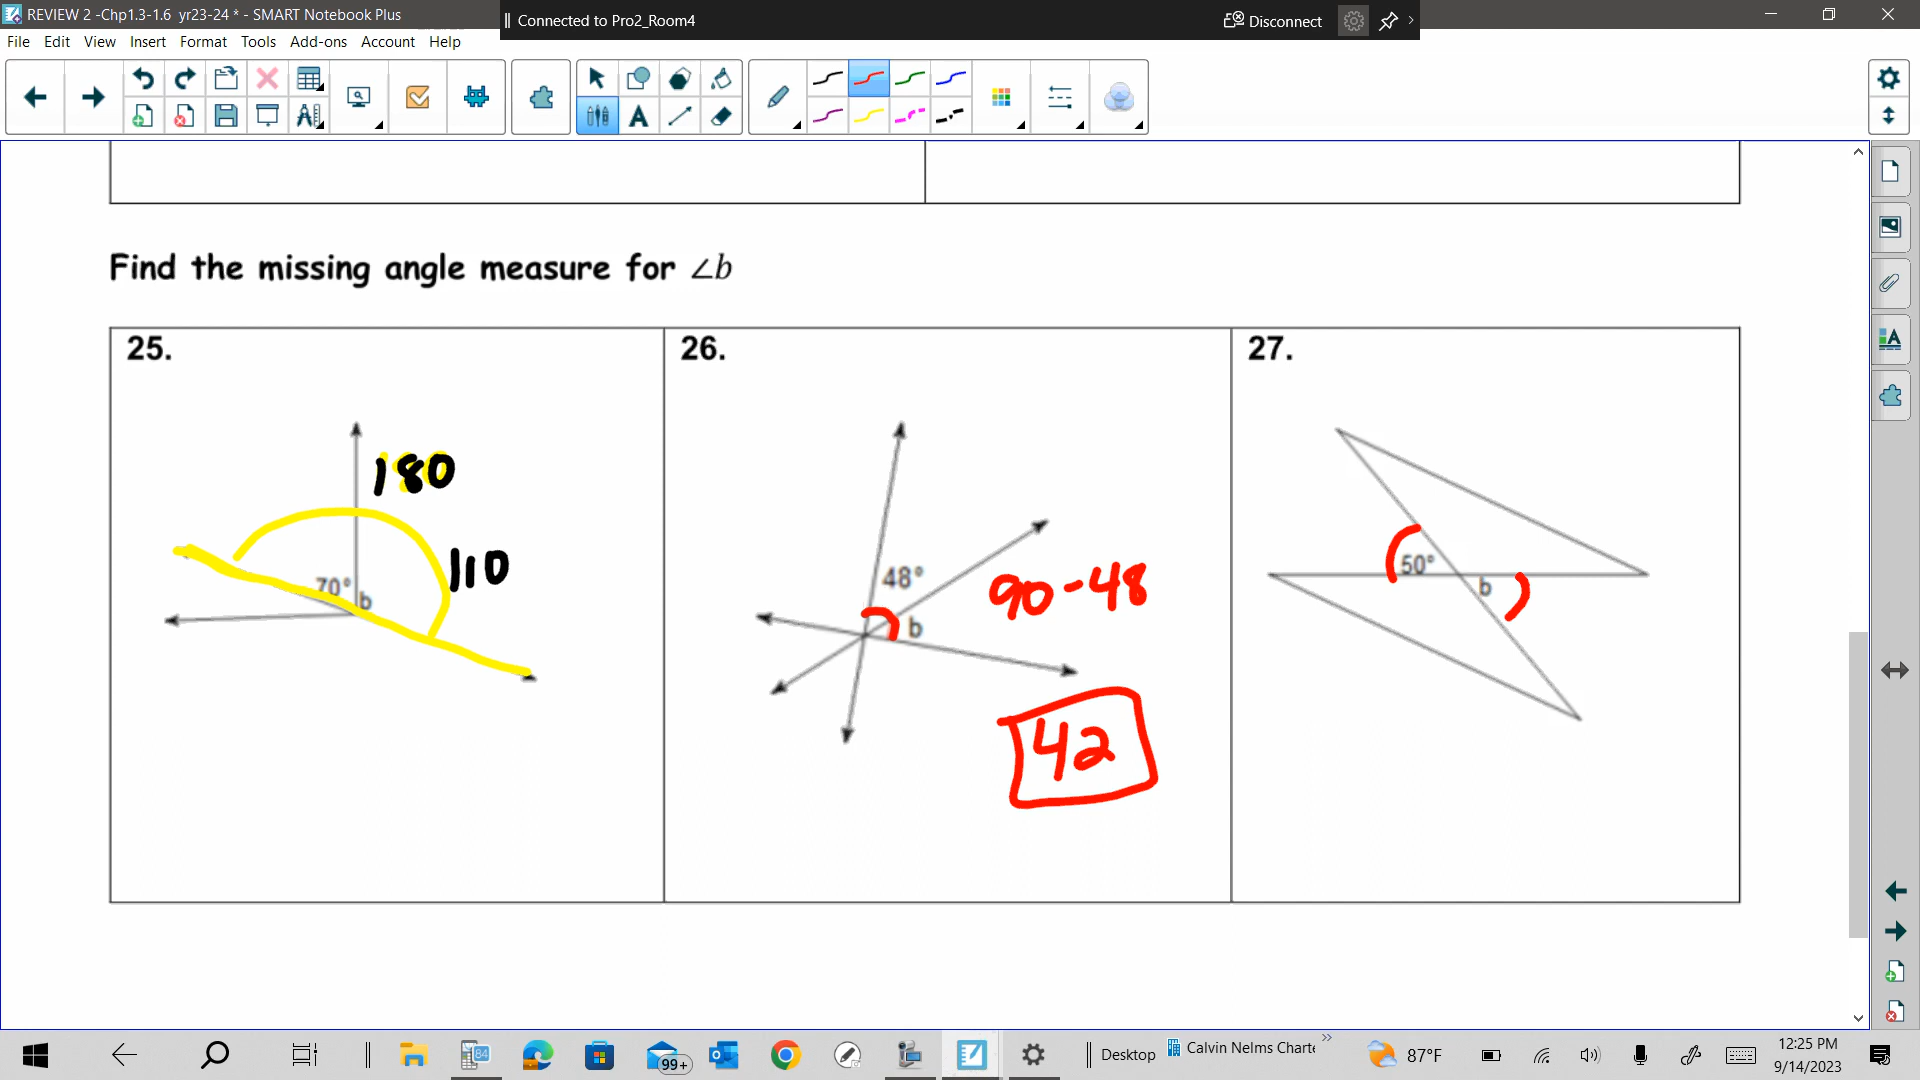 REVIEW 2 -Chp1.3-1.6  yr23-24 * - SMART Notebook Plus
Connected to Pro2_Room4
Disconnect
File Edit View Insert Format Tools Add-ons Account Help
Find the missing angle measure for ∠b
25.
180
110
70°
b
26.
48°
90-48
b
42
27.
50°
b
84
99+
Desktop
Calvin Nelms Charte
87°F
12:25 PM
9/14/2023